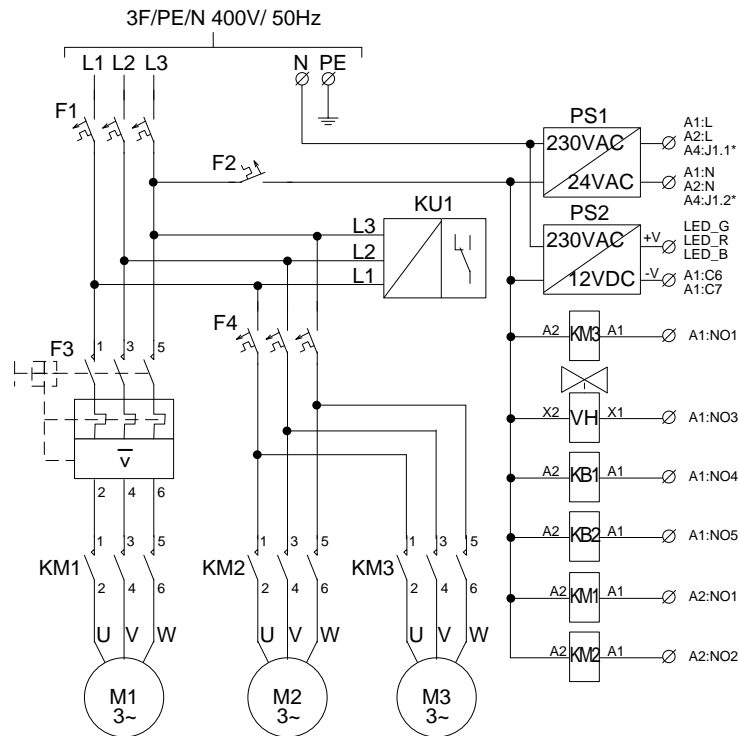 3F/PE/N 400V/ 50Hz
L1 L2 L3 N PE
F1
F2
PS1
230VAC
24VAC
A1:L
A2:L
A4:J1.1*
A1:N
A2:N
A4:J1.2*
PS2
230VAC
12VDC
+V
-V
LED_G
LED_R
LED_B
A1:C6
A1:C7
KU1
L3
L2
L1
F4
F3
1 3 5
v
2 4 6
A2 KM3 A1 A1:NO1
X2 VH X1 A1:NO3
A2 KB1 A1 A1:NO4
A2 KB2 A1 A1:NO5
A2 KM1 A1 A2:NO1
A2 KM2 A1 A2:NO2
KM1
1 3 5
2 4 6
KM2
1 3 5
2 4 6
KM3
1 3 5
2 4 6
U V W
U V W
U V W
M1
3~
M2
3~
M3
3~